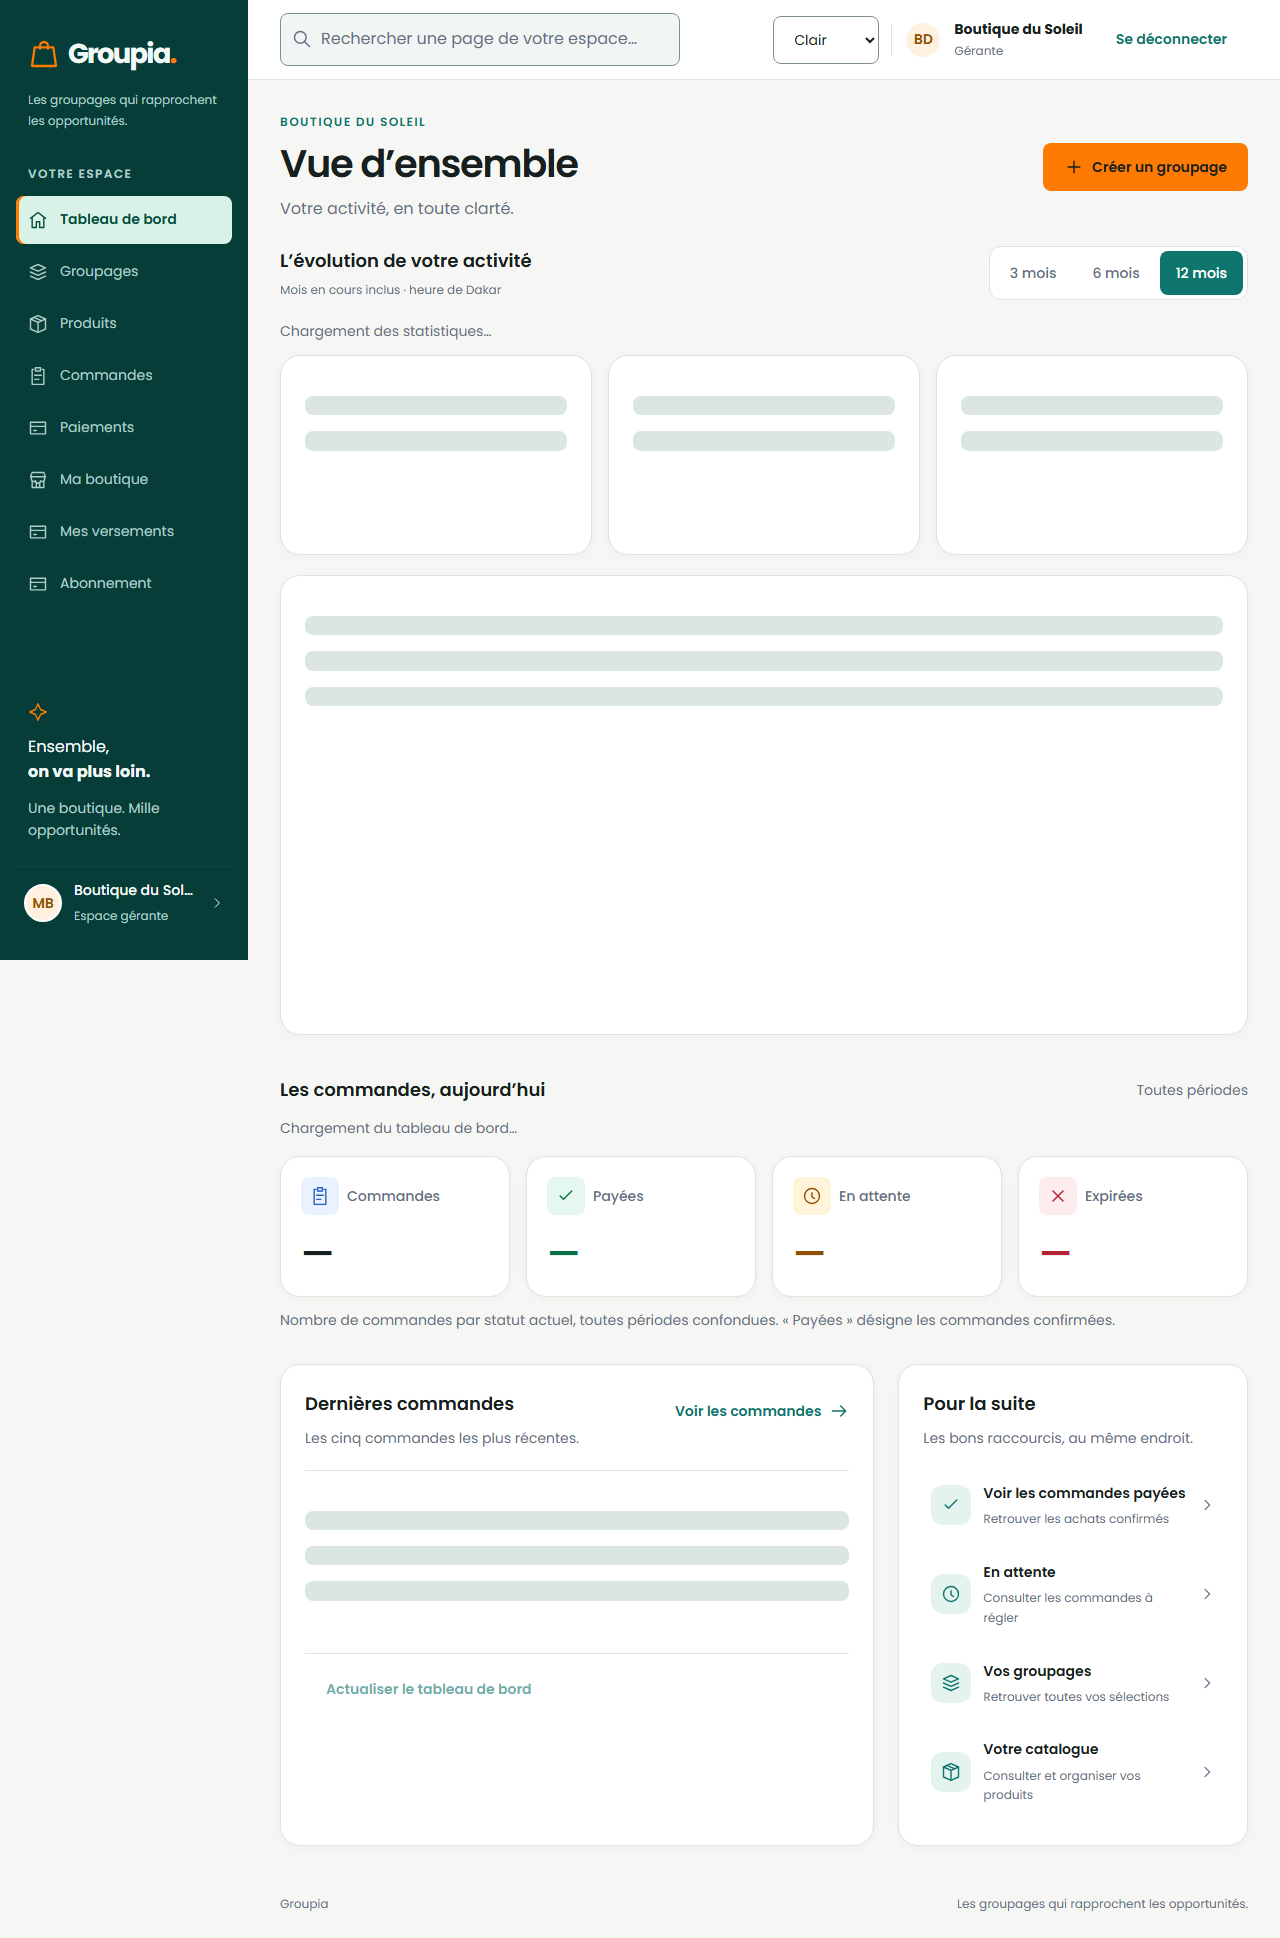 Groupia.
Les groupages qui rapprochent
les opportunités.
VOTRE ESPACE
Tableau de bord
Groupages
Produits
Commandes
Paiements
Ma boutique
Mes versements
Abonnement
Ensemble,
on va plus loin.
Une boutique. Mille
opportunités.
MB
Boutique du Sol…
Espace gérante
Rechercher une page de votre espace…
Clair
BD
Boutique du Soleil
Gérante
Se déconnecter
BOUTIQUE DU SOLEIL
Vue d’ensemble
Votre activité, en toute clarté.
Créer un groupage
L’évolution de votre activité
Mois en cours inclus · heure de Dakar
3 mois
6 mois
12 mois
Chargement des statistiques…
Les commandes, aujourd’hui
Toutes périodes
Chargement du tableau de bord…
Commandes
—
Payées
—
En attente
—
Expirées
—
Nombre de commandes par statut actuel, toutes périodes confondues. « Payées » désigne les commandes confirmées.
Dernières commandes
Les cinq commandes les plus récentes.
Voir les commandes
Actualiser le tableau de bord
Pour la suite
Les bons raccourcis, au même endroit.
Voir les commandes payées
Retrouver les achats confirmés
En attente
Consulter les commandes à
régler
Vos groupages
Retrouver toutes vos sélections
Votre catalogue
Consulter et organiser vos
produits
Groupia
Les groupages qui rapprochent les opportunités.